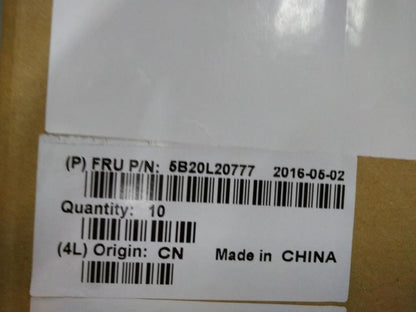 (P) FRU P/N: 5B20L20777 2016-05-02
Quantity: 10
(4L) Origin: CN Made in CHINA